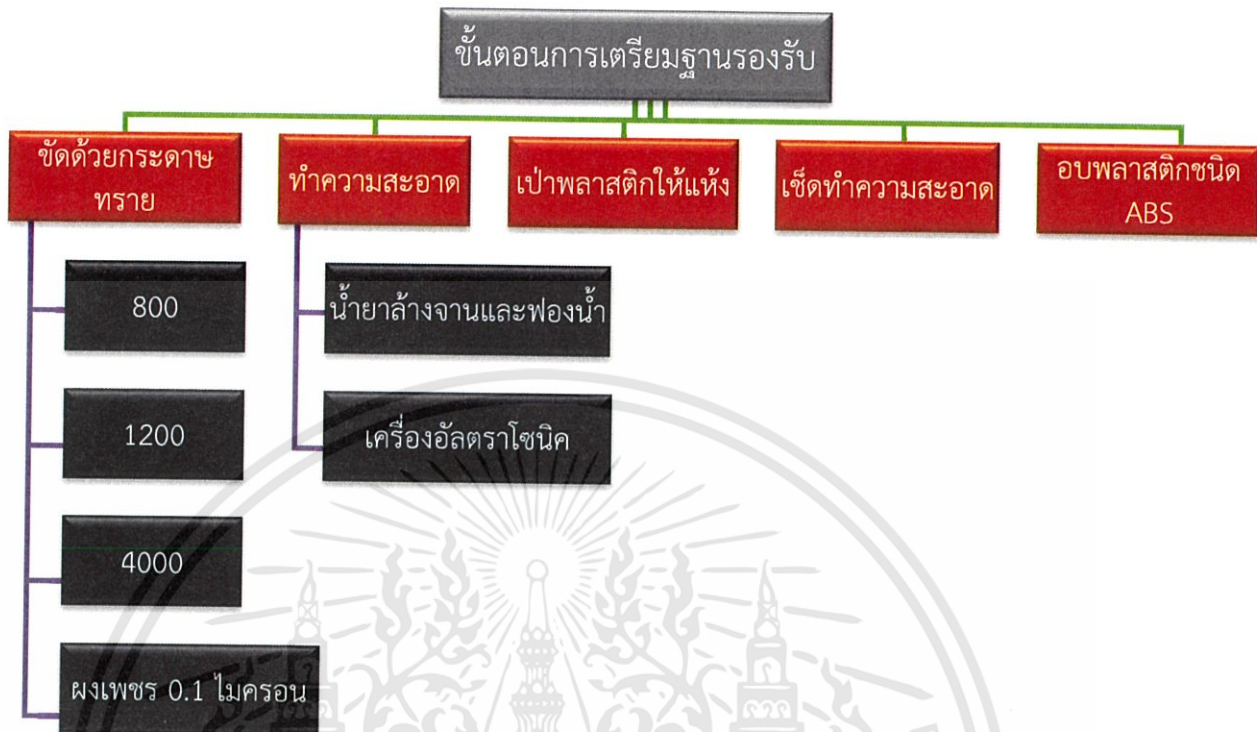 ขั้นตอนการเตรียมฐานรองรับ
ขัดด้วยกระดาษ
ทราย
ทำความสะอาด
เป่าพลาสติกให้แห้ง
เช็ดทำความสะอาด
อบพลาสติกชนิด
ABS
800
1200
4000
ผงเพชร 0.1 ไมครอน
น้ำยาล้างจานและฟองน้ำ
เครื่องอัลตราโซนิค